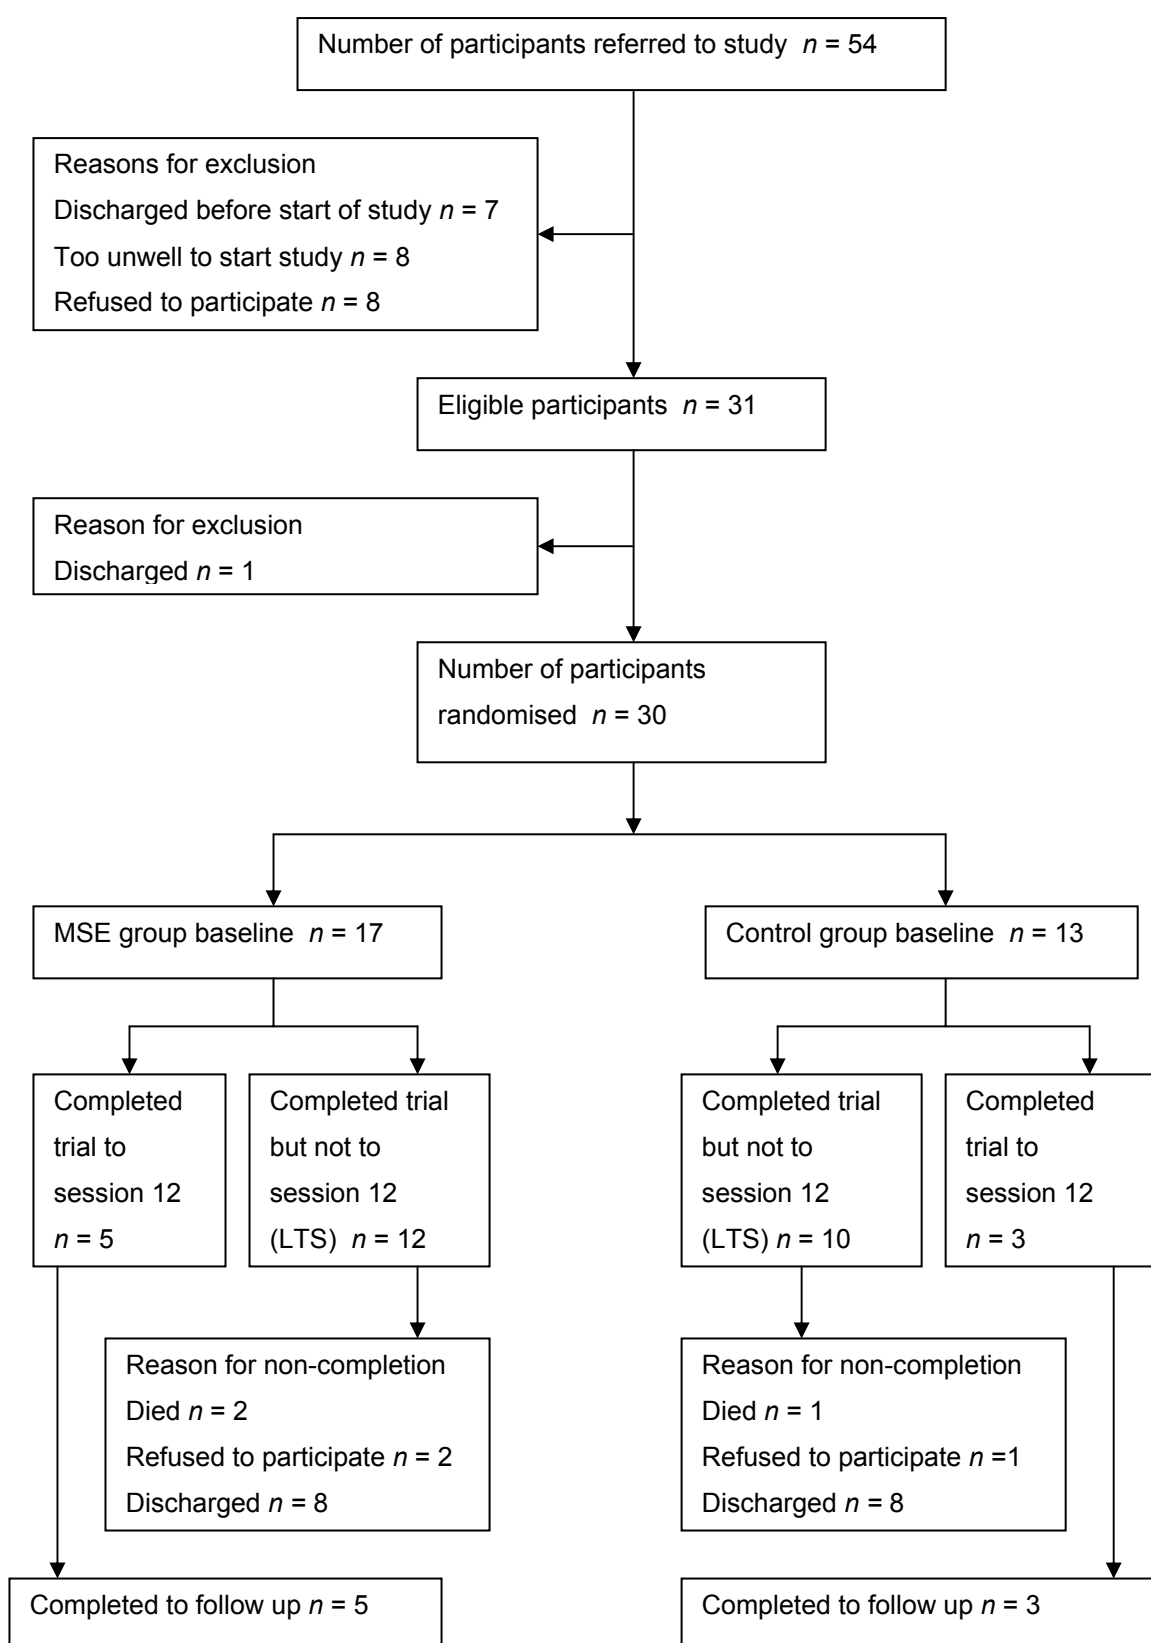 Number of participants referred to study n = 54
Reasons for exclusion
Discharged before start of study n = 7
Too unwell to start study n = 8
Refused to participate n = 8
Eligible participants n = 31
Reason for exclusion
Discharged n = 1
Number of participants
randomised n = 30
MSE group baseline n = 17
Control group baseline n = 13
Completed
trial to
session 12
n = 5
Completed trial
but not to
session 12
(LTS) n = 12
Completed trial
but not to
session 12
(LTS) n = 10
Completed
trial to
session 12
n = 3
Reason for non-completion
Died n = 2
Refused to participate n = 2
Discharged n = 8
Reason for non-completion
Died n = 1
Refused to participate n =1
Discharged n = 8
Completed to follow up n = 5
Completed to follow up n = 3